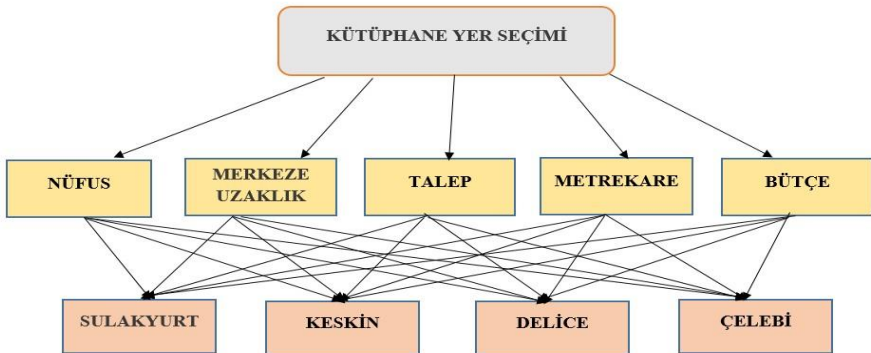 KÜTÜPHANE YER SEÇİMİ
NÜFUS
MERKEZE
UZAKLIK
TALEP
METREKARE
BÜTÇE
SULAKYURT
KESKİN
DELİCE
ÇELEBİ